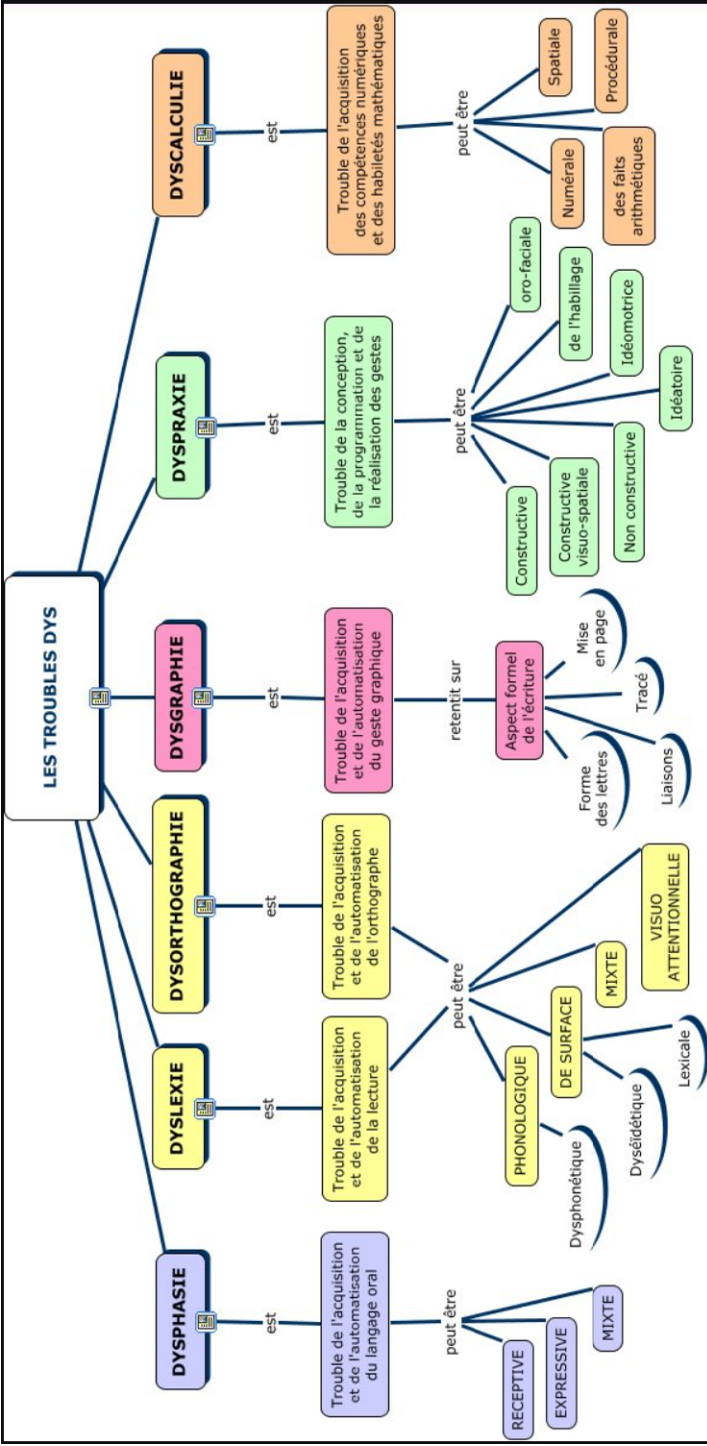 LES TROUBLES DYS
DYSPHASIE
est
Trouble de l'acquisition
et de l'automatisation
du langage oral
peut être
RECEPTIVE
EXPRESSIVE
MIXTE
DYSLEXIE
est
Trouble de l'acquisition
et de l'automatisation
de la lecture
DYSORTHOGRAPHIE
est
Trouble de l'acquisition
et de l'automatisation
de l'orthographe
peut être
PHONOLOGIQUE
Dysphonétique
DE SURFACE
Dyséïdétique
Lexicale
MIXTE
VISUO
ATTENTIONNELLE
DYSGRAPHIE
est
Trouble de l'acquisition
et de l'automatisation
du geste graphique
retentit sur
Aspect formel
de l'écriture
Forme
des lettres
Liaisons
Tracé
Mise
en page
DYSPRAXIE
est
Trouble de la conception,
de la programmation et de
la réalisation des gestes
peut être
Constructive
Constructive
visuo-spatiale
Non constructive
Idéatoire
Idéomotrice
de l'habillage
oro-faciale
DYSCALCULIE
est
Trouble de l'acquisition
des compétences numériques
et des habiletés mathématiques
peut être
Numérale
des faits
arithmétiques
Procédurale
Spatiale